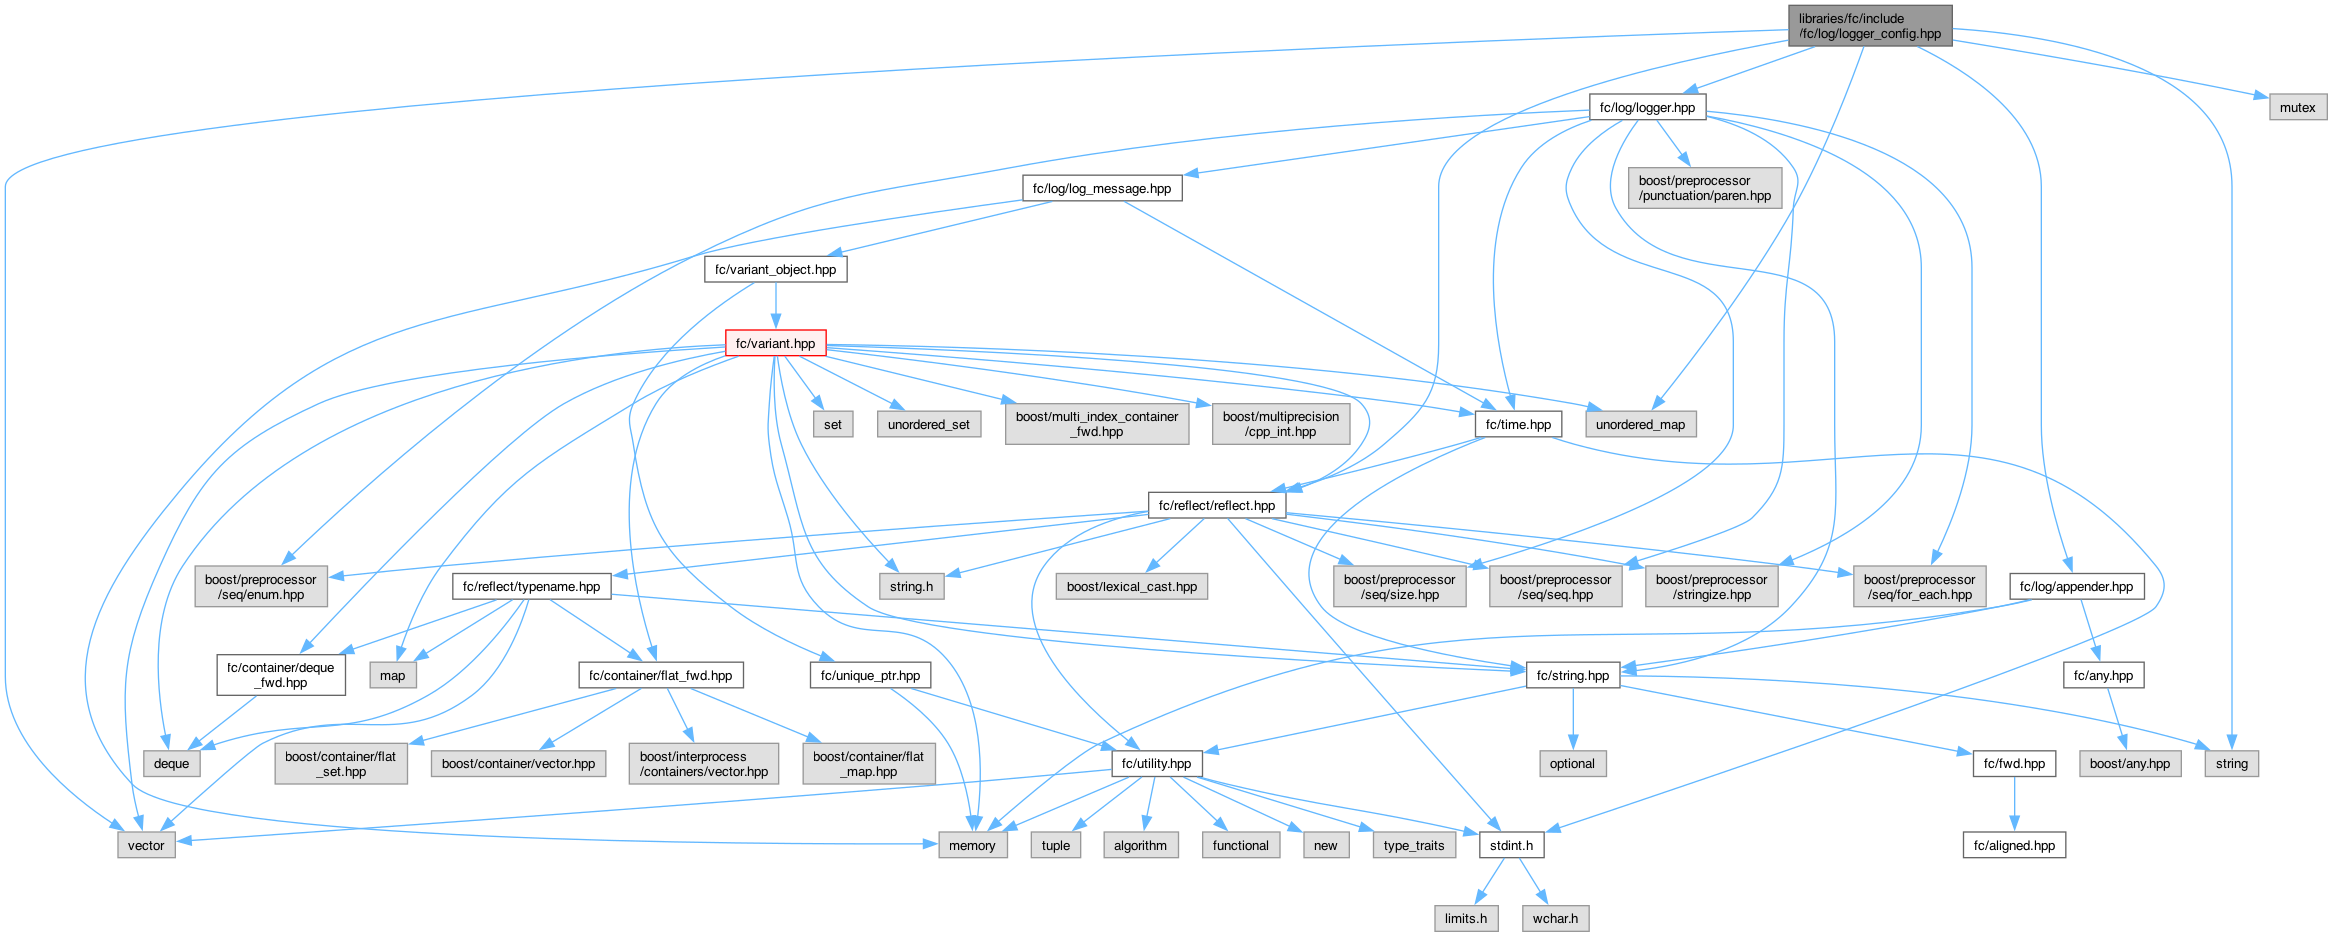 libraries/fc/include
/fc/log/logger_config.hpp
fc/log/logger.hpp
mutex
fc/log/log_message.hpp
boost/preprocessor
/punctuation/paren.hpp
fc/variant_object.hpp
fc/variant.hpp
set
unordered_set
boost/multi_index_container
_fwd.hpp
boost/multiprecision
/cpp_int.hpp
fc/time.hpp
unordered_map
fc/reflect/reflect.hpp
boost/preprocessor
/seq/enum.hpp
fc/reflect/typename.hpp
string.h
boost/lexical_cast.hpp
boost/preprocessor
/seq/size.hpp
boost/preprocessor
/seq/seq.hpp
boost/preprocessor
/stringize.hpp
boost/preprocessor
/seq/for_each.hpp
fc/log/appender.hpp
fc/container/deque
_fwd.hpp
map
fc/container/flat_fwd.hpp
fc/unique_ptr.hpp
fc/string.hpp
fc/any.hpp
deque
boost/container/flat
_set.hpp
boost/container/vector.hpp
boost/interprocess
/containers/vector.hpp
boost/container/flat
_map.hpp
fc/utility.hpp
optional
fc/fwd.hpp
boost/any.hpp
string
vector
memory
tuple
algorithm
functional
new
type_traits
stdint.h
fc/aligned.hpp
limits.h
wchar.h